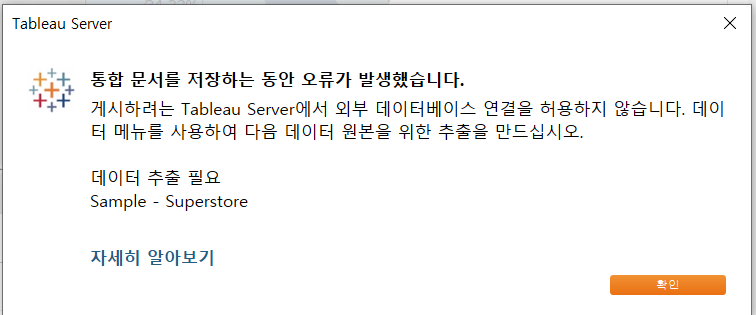 Tableau Server
통합 문서를 저장하는 동안 오류가 발생했습니다.
게시하려는 Tableau Server에서 외부 데이터베이스 연결을 허용하지 않습니다. 데이
터 메뉴를 사용하여 다음 데이터 원본을 위한 추출을 만드십시오.
데이터 추출 필요
Sample - Superstore
자세히 알아보기
확인